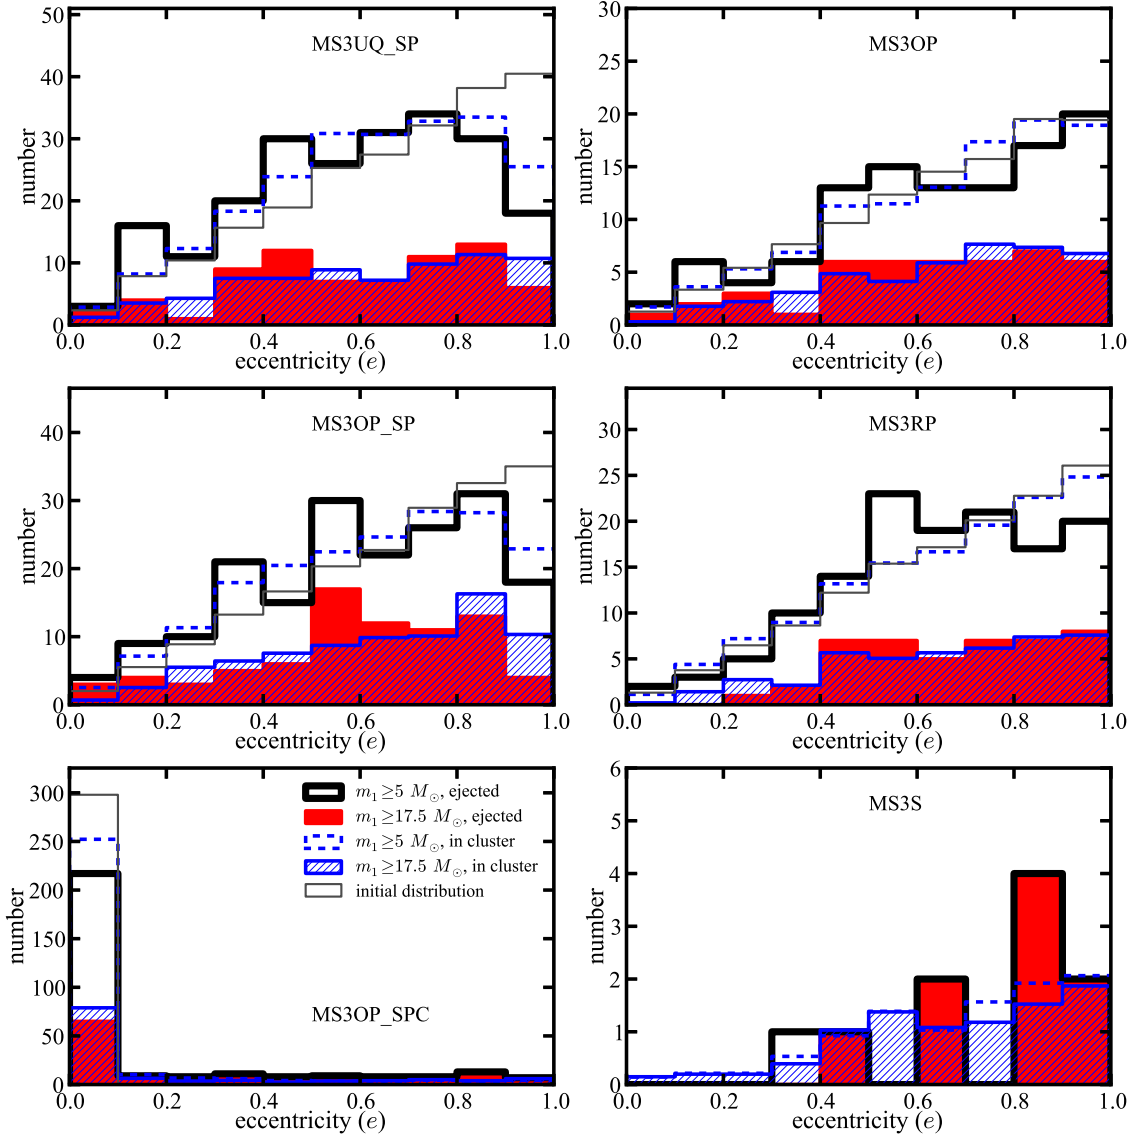 50
40
30
20
10
0
number
MS3UQ_SP
0.0 0.2 0.4 0.6 0.8 1.0
eccentricity (e)
30
25
20
15
10
5
0
number
MS3OP
0.0 0.2 0.4 0.6 0.8 1.0
eccentricity (e)
40
30
20
10
0
number
MS3OP_SP
0.0 0.2 0.4 0.6 0.8 1.0
eccentricity (e)
30
25
20
15
10
5
0
number
MS3RP
0.0 0.2 0.4 0.6 0.8 1.0
eccentricity (e)
300
250
200
150
100
50
0
number
m₁≥5 M⊙, ejected
m₁≥17.5 M⊙, ejected
m₁≥5 M⊙, in cluster
m₁≥17.5 M⊙, in cluster
initial distribution
MS3OP_SPC
0.0 0.2 0.4 0.6 0.8 1.0
eccentricity (e)
6
5
4
3
2
1
0
number
MS3S
0.0 0.2 0.4 0.6 0.8 1.0
eccentricity (e)